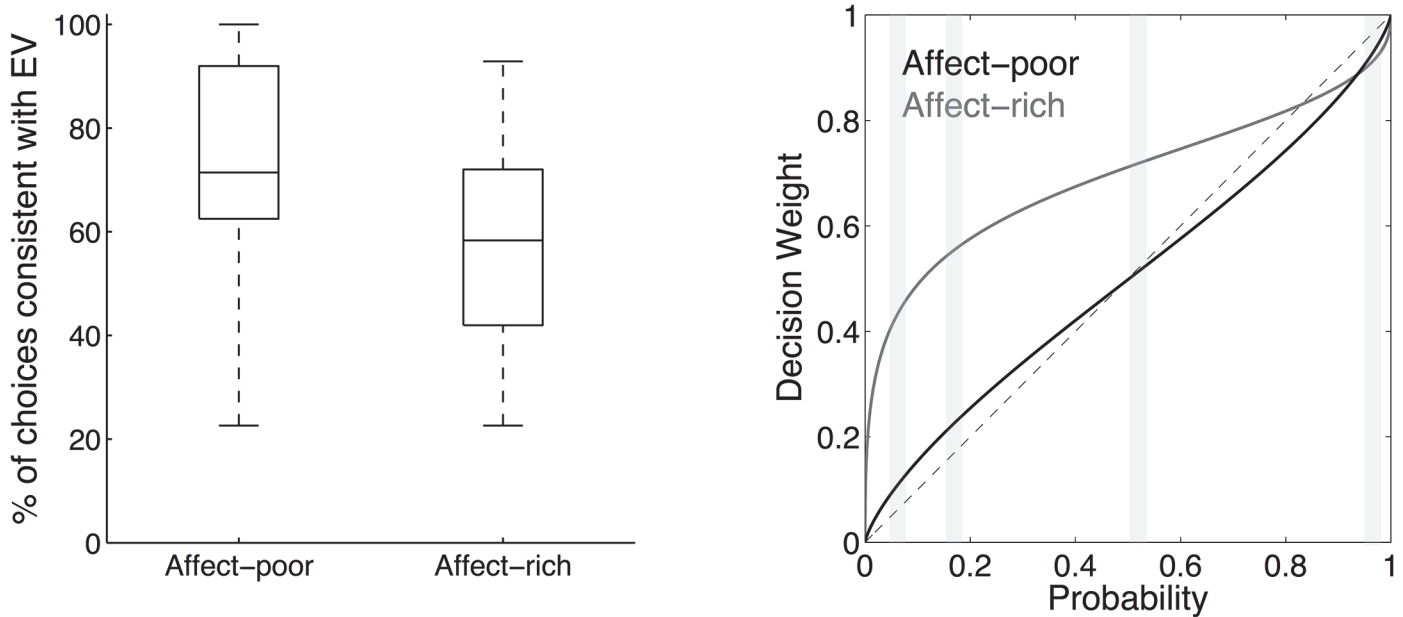 % of choices consistent with EV
100
80
60
40
20
0
Affect–poor
Affect–rich
Decision Weight
1
0.8
0.6
0.4
0.2
0
Affect–poor
Affect–rich
0
0.2
0.4
0.6
0.8
1
Probability